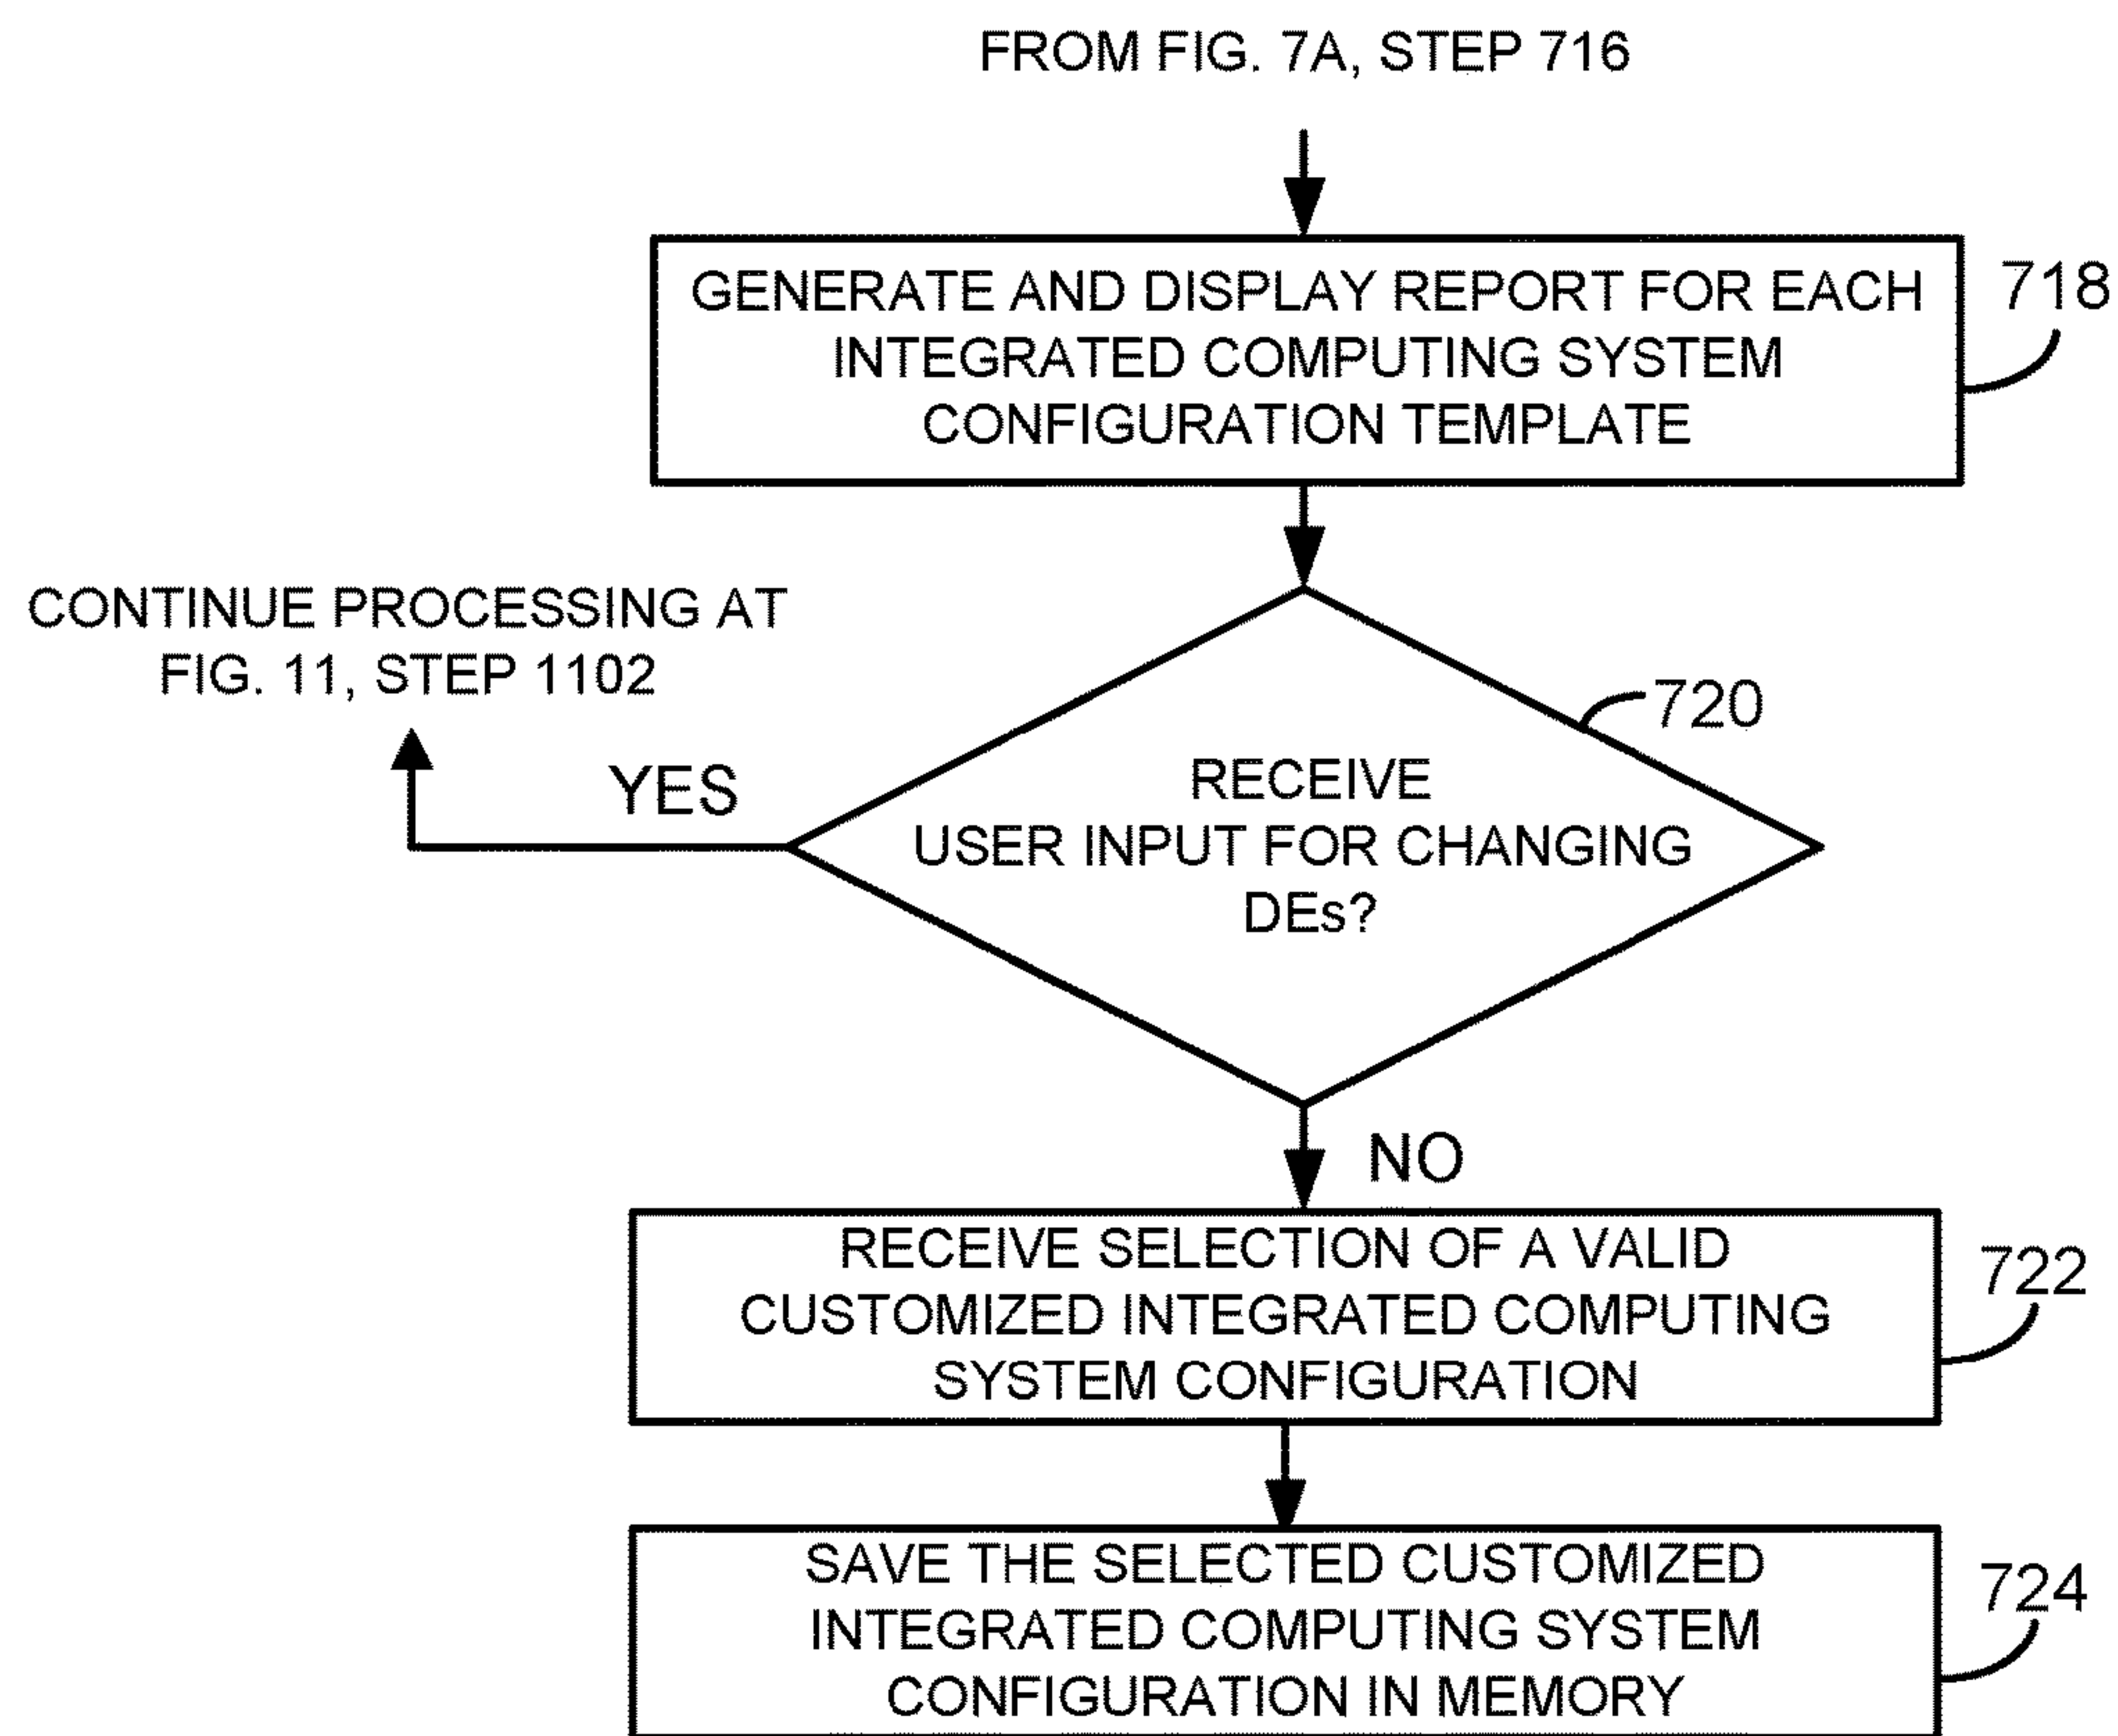 FROM FIG. 7A, STEP 716
GENERATE AND DISPLAY REPORT FOR EACH
INTEGRATED COMPUTING SYSTEM
CONFIGURATION TEMPLATE
718
CONTINUE PROCESSING AT
FIG. 11, STEP 1102
720
YES
RECEIVE
USER INPUT FOR CHANGING
DEs?
NO
RECEIVE SELECTION OF A VALID
CUSTOMIZED INTEGRATED COMPUTING
SYSTEM CONFIGURATION
722
SAVE THE SELECTED CUSTOMIZED
INTEGRATED COMPUTING SYSTEM
CONFIGURATION IN MEMORY
724